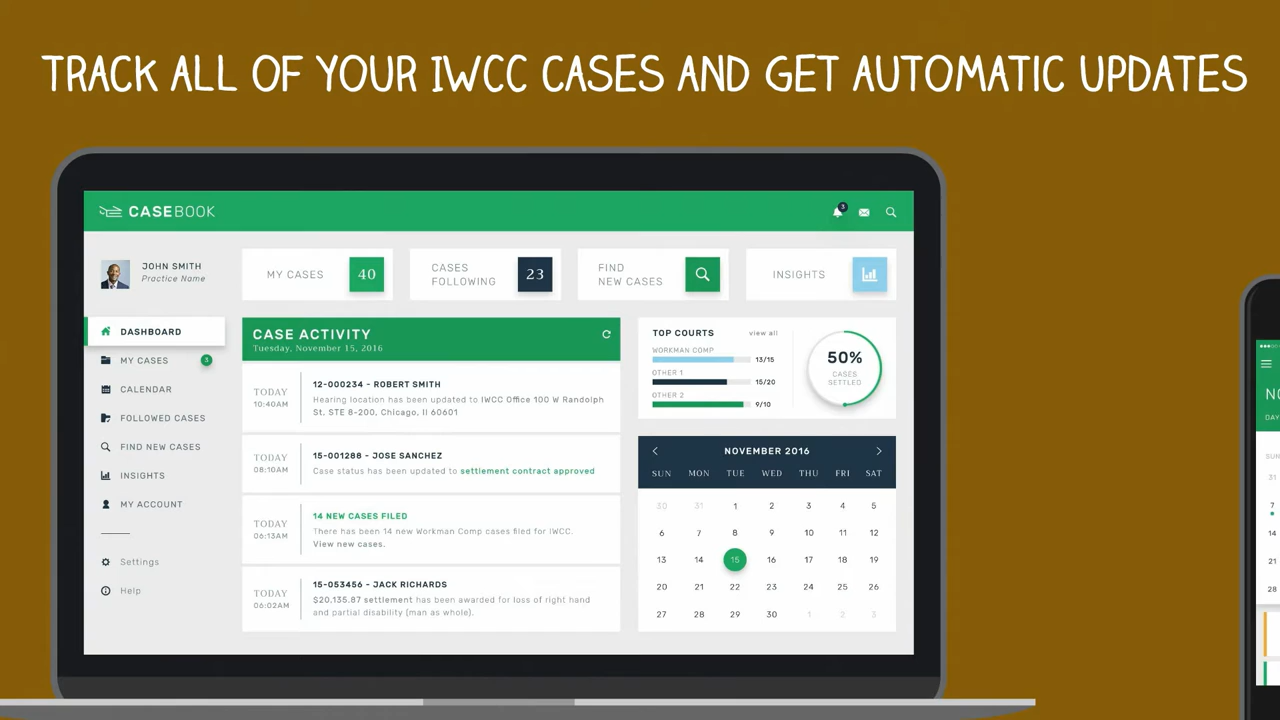 TRACK ALL OF YOUR IWCC CASES AND GET AUTOMATIC UPDATES
CASEBOOK
3
JOHN SMITH
Practice Name
MY CASES
40
CASES
FOLLOWING
23
FIND
NEW CASES
INSIGHTS
DASHBOARD
MY CASES
3
CALENDAR
FOLLOWED CASES
FIND NEW CASES
INSIGHTS
MY ACCOUNT
Settings
Help
CASE ACTIVITY
Tuesday, November 15, 2016
TODAY
10:40AM
12-000234 - ROBERT SMITH
Hearing location has been updated to IWCC Office 100 W Randolph
St, STE 8-200, Chicago, Il 60601
TODAY
08:10AM
15-001288 - JOSE SANCHEZ
Case status has been updated to settlement contract approved
TODAY
06:13AM
14 NEW CASES FILED
There has been 14 new Workman Comp cases filed for IWCC.
View new cases.
TODAY
06:02AM
15-053456 - JACK RICHARDS
$20,135.87 settlement has been awarded for loss of right hand
and partial disability (man as whole).
TOP COURTS
view all
WORKMAN COMP
13/15
OTHER 1
15/20
OTHER 2
9/10
50%
CASES
SETTLED
NOVEMBER 2016
SUN MON TUE WED THU FRI SAT
30 31 1 2 3 4 5
6 7 8 9 10 11 12
13 14 15 16 17 18 19
20 21 22 23 24 25 26
27 28 29 30 1 2 3
NO
DAY
SUN
31
7
14
21
28